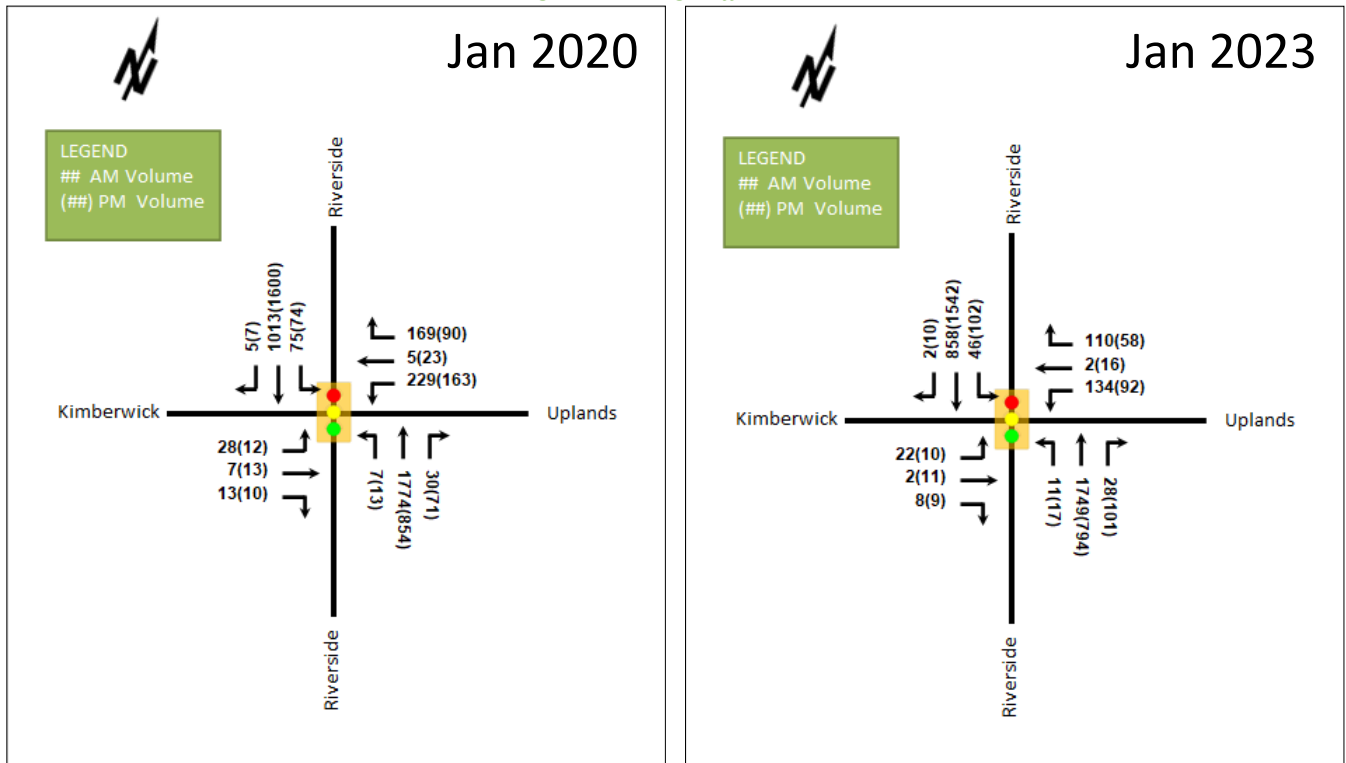 Jan 2020
N
LEGEND
## AM Volume
(##) PM Volume
Riverside
5(7)
1013(1600)
75(74)
169(90)
5(23)
229(163)
Kimberwick
Uplands
28(12)
7(13)
13(10)
7(13)
1774(854)
30(71)
Riverside
Jan 2023
N
LEGEND
## AM Volume
(##) PM Volume
Riverside
2(10)
858(1542)
46(102)
110(58)
2(16)
134(92)
Kimberwick
Uplands
22(10)
2(11)
8(9)
11(17)
1749(794)
28(101)
Riverside